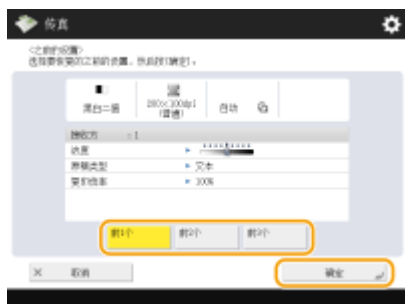 传真
<之前的设置>
选择要恢复的之前的设置，然后按[确定]。
黑白二值
200×100dpi
(普通)
自动
接收方 : 1
浓度
原稿类型 ▶ 文本
复印倍率 ▶ 100%
前1个 前2个 前3个
× 取消 确定